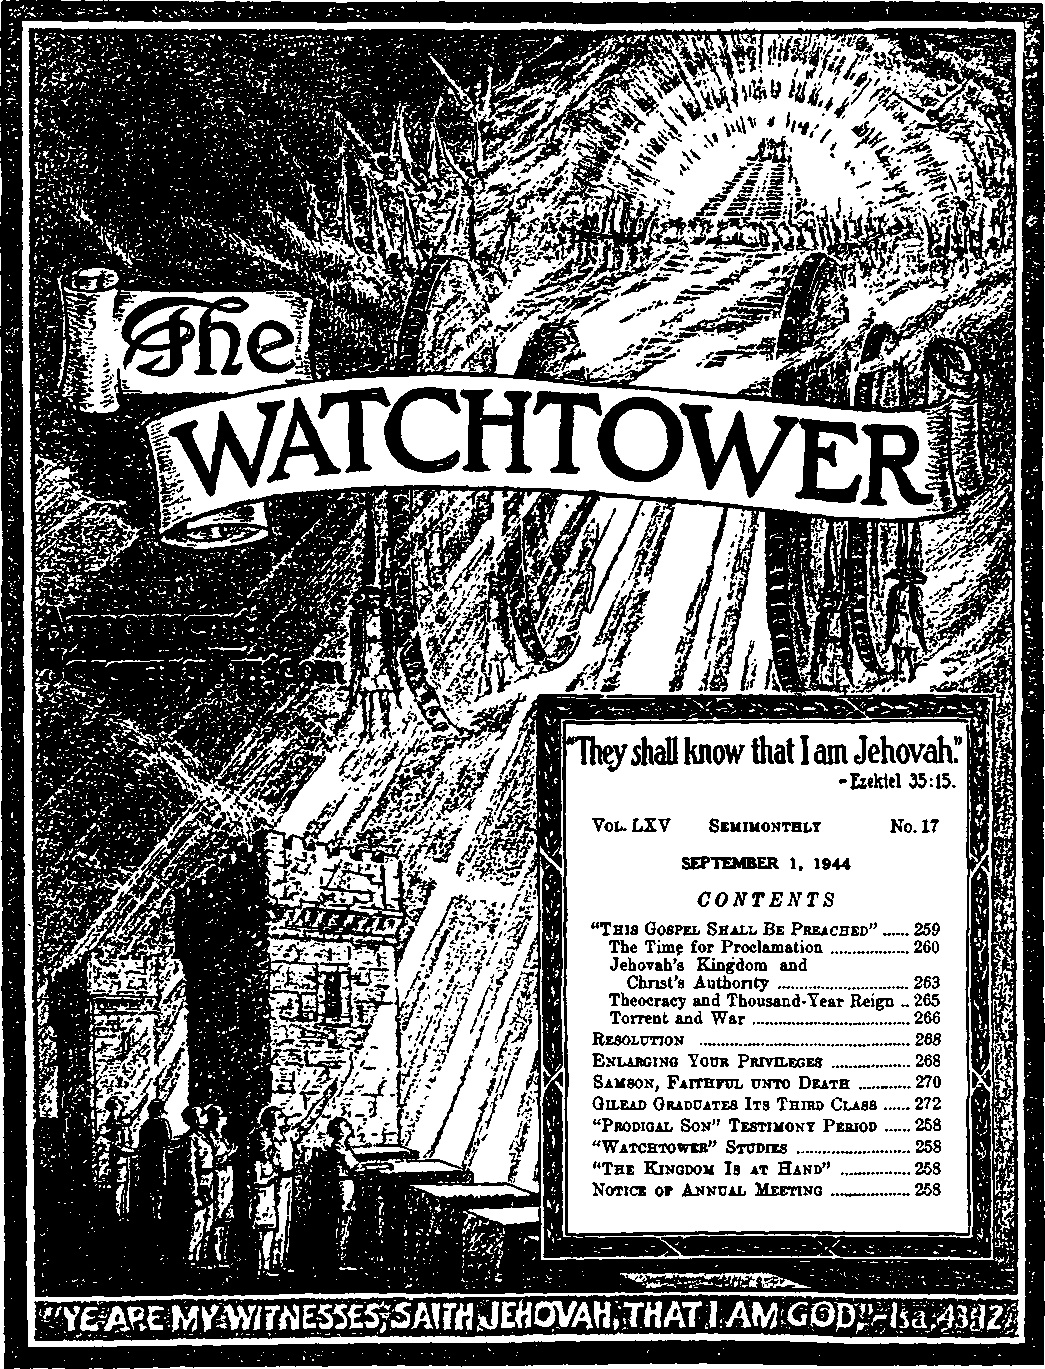 The
WATCHTOWER
ANNOUNCING
JEHOVAH'S KINGDOM
"They shall know that I am Jehovah."
-Ezekiel 35:15.
VOL. LXV SEMIMONTHLY No. 17
SEPTEMBER 1, 1944
CONTENTS
"THIS GOSPEL SHALL BE PREACHED" ...... 259
The Time for Proclamation .................. 260
Jehovah's Kingdom and
Christ's Authority .............................. 263
Theocracy and Thousand-Year Reign .. 265
Torrent and War .................................... 266
RESOLUTION ................................................ 268
ENLARGING YOUR PRIVILEGES .................. 268
SAMSON, FAITHFUL UNTO DEATH ............ 270
GILEAD GRADUATES ITS THIRD CLASS ...... 272
"PRODIGAL SON" TESTIMONY PERIOD ...... 258
"WATCHTOWER" STUDIES .......................... 258
"THE KINGDOM IS AT HAND" ................ 258
NOTICE OF ANNUAL MEETING .................. 258
"YE ARE MY WITNESSES, SAITH JEHOVAH, THAT I AM GOD."-Isa. 43:12